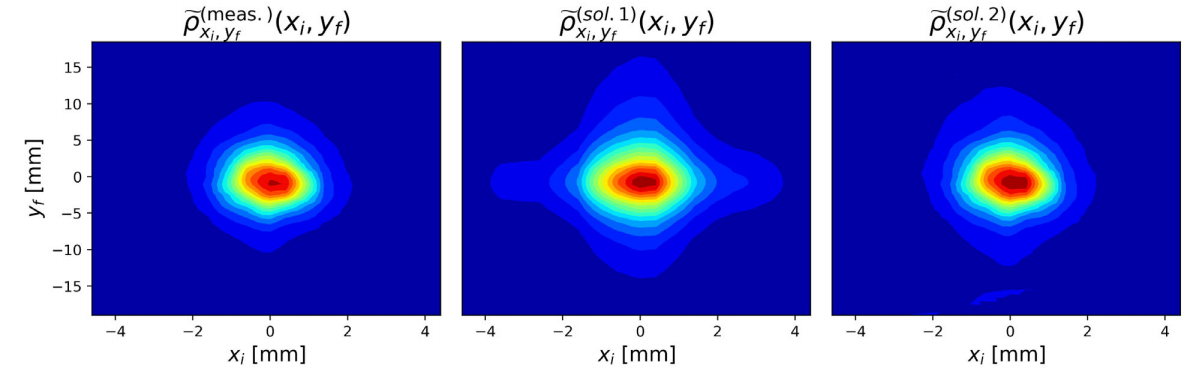 ρ̃^(meas.)_{x_i, y_f}(x_i, y_f)
ρ̃^(sol. 1)_{x_i, y_f}(x_i, y_f)
ρ̃^(sol. 2)_{x_i, y_f}(x_i, y_f)
15
10
5
0
−5
−10
−15
y_f [mm]
−4 −2 0 2 4
−4 −2 0 2 4
−4 −2 0 2 4
x_i [mm]
x_i [mm]
x_i [mm]